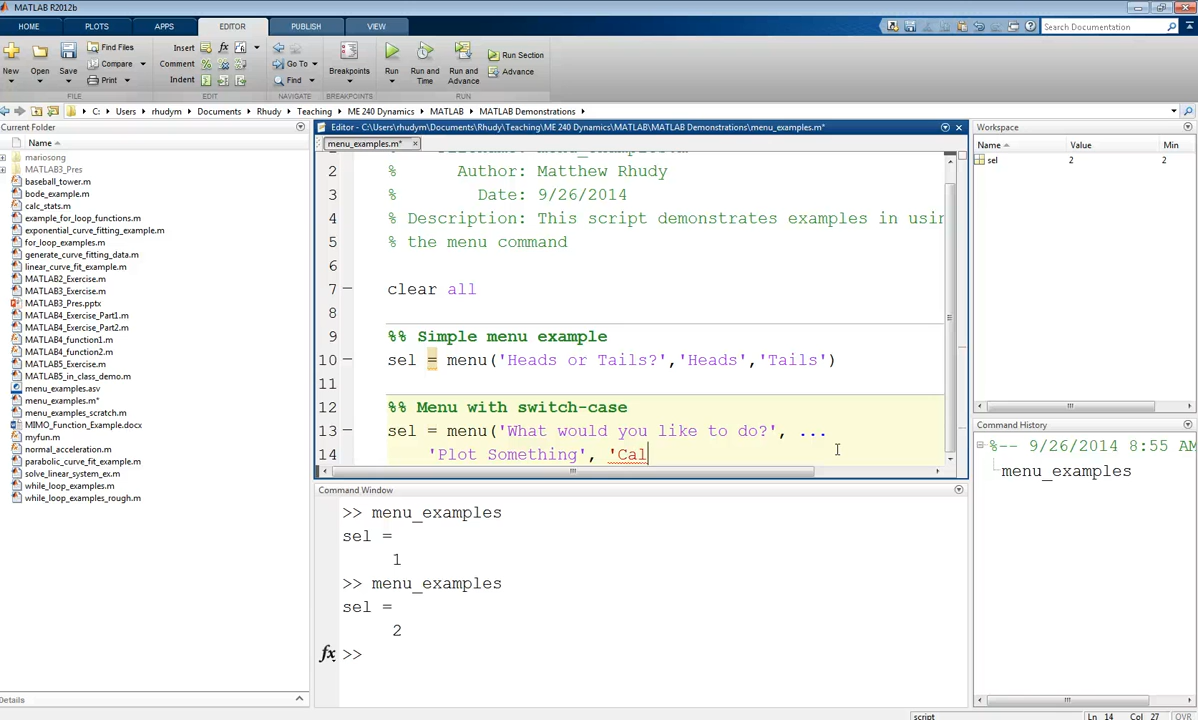 MATLAB R2012b
HOME PLOTS APPS EDITOR PUBLISH VIEW
Search Documentation
New Open Save Find Files Compare Print
Insert Comment Indent
Go To Find
Breakpoints Run Run and Time Run and Advance Run Section Advance
FILE EDIT NAVIGATE BREAKPOINTS RUN
C: Users rhudym Documents Rhudy Teaching ME 240 Dynamics MATLAB MATLAB Demonstrations
Current Folder
Name
mariosong
MATLAB3_Pres
baseball_tower.m
bode_example.m
calc_stats.m
example_for_loop_functions.m
exponential_curve_fitting_example.m
for_loop_examples.m
generate_curve_fitting_data.m
linear_curve_fit_example.m
MATLAB2_Exercise.m
MATLAB3_Exercise.m
MATLAB3_Pres.pptx
MATLAB4_Exercise_Part1.m
MATLAB4_Exercise_Part2.m
MATLAB4_function1.m
MATLAB4_function2.m
MATLAB5_Exercise.m
MATLAB5_in_class_demo.m
menu_examples.asv
menu_examples.m*
menu_examples_scratch.m
MIMO_Function_Example.docx
myfun.m
normal_acceleration.m
parabolic_curve_fit_example.m
solve_linear_system_ex.m
while_loop_examples.m
while_loop_examples_rough.m
Details
Editor - C:\Users\rhudym\Documents\Rhudy\Teaching\ME 240 Dynamics\MATLAB\MATLAB Demonstrations\menu_examples.m*
menu_examples.m*
2 % Author: Matthew Rhudy
3 % Date: 9/26/2014
4 % Description: This script demonstrates examples in usin
5 % the menu command
6
7 clear all
8
9 %% Simple menu example
10 sel = menu('Heads or Tails?','Heads','Tails')
11
12 %% Menu with switch-case
13 sel = menu('What would you like to do?', ...
14 'Plot Something', 'Cal
Command Window
>> menu_examples
sel =
1
>> menu_examples
sel =
2
fx >>
Workspace
Name Value Min
sel 2 2
Command History
%-- 9/26/2014 8:55 AM
menu_examples
script Ln 14 Col 27 OVR